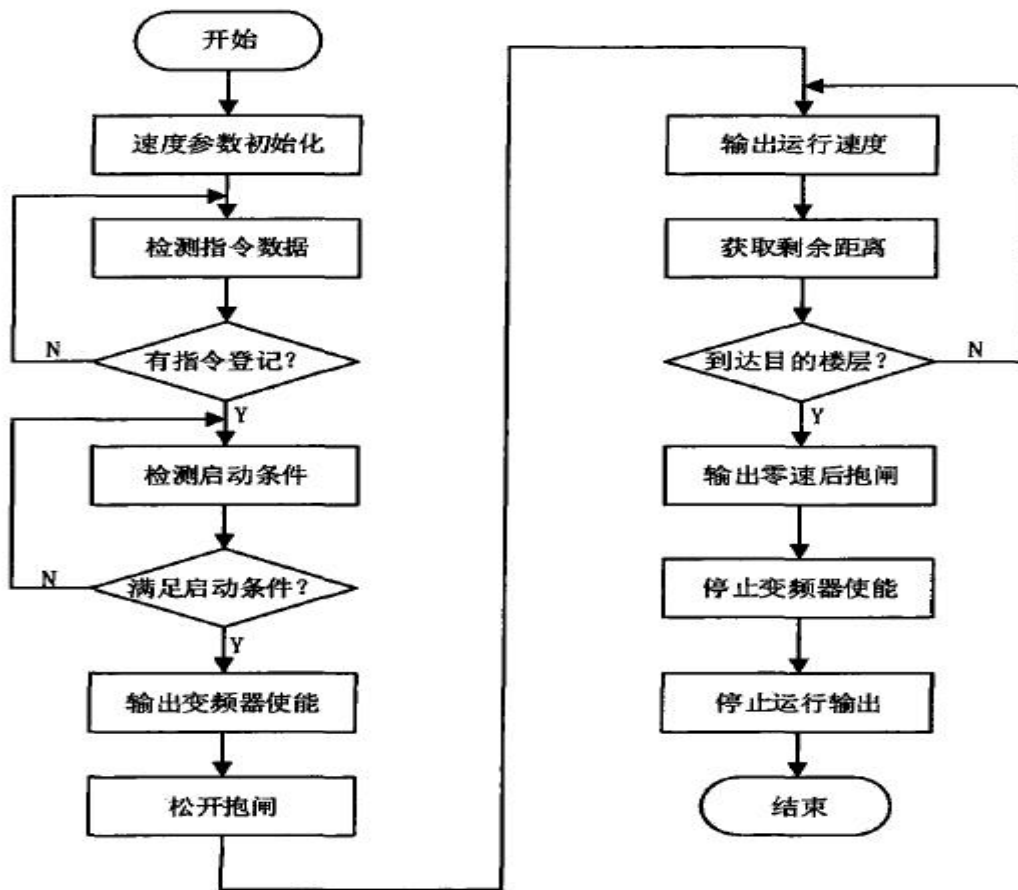 开始
速度参数初始化
检测指令数据
有指令登记?
N
Y
检测启动条件
满足启动条件?
N
Y
输出变频器使能
松开抱闸
输出运行速度
获取剩余距离
到达目的楼层?
N
Y
输出零速后抱闸
停止变频器使能
停止运行输出
结束